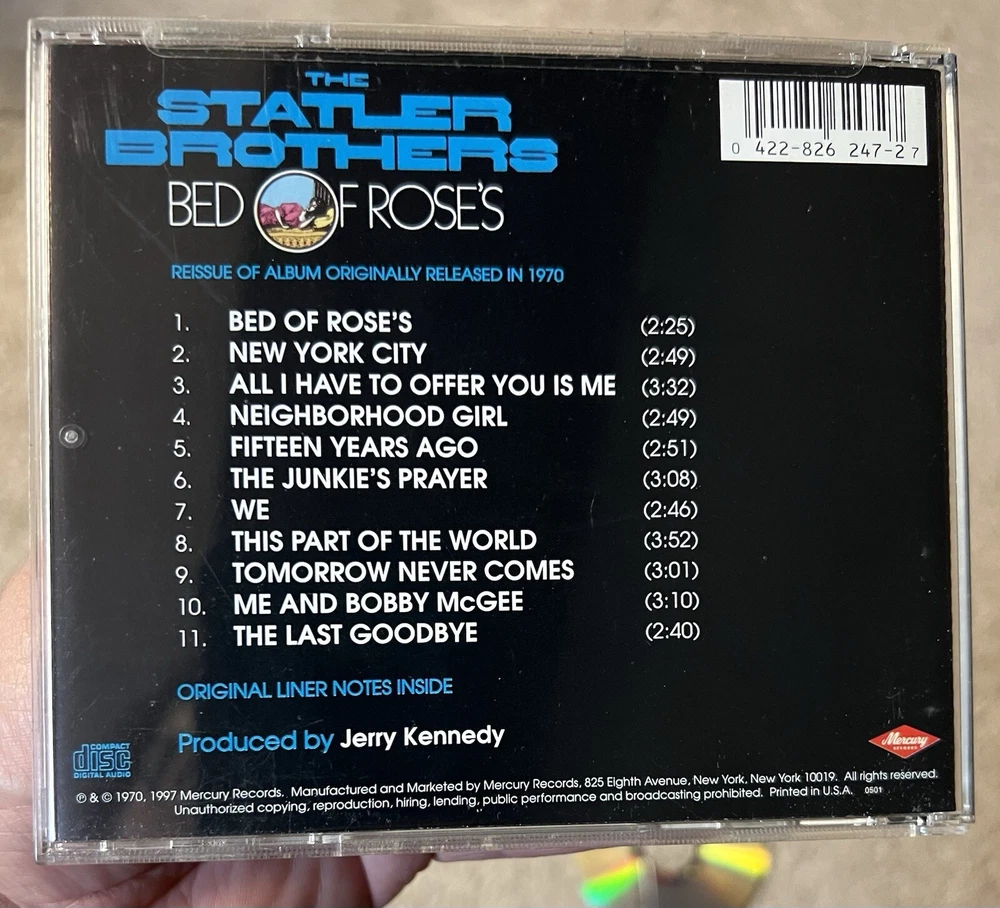 THE
STATLER
BROTHERS
BED OF ROSE'S
0 422-826 247-2 7
REISSUE OF ALBUM ORIGINALLY RELEASED IN 1970
1. BED OF ROSE'S (2:25)
2. NEW YORK CITY (2:49)
3. ALL I HAVE TO OFFER YOU IS ME (3:32)
4. NEIGHBORHOOD GIRL (2:49)
5. FIFTEEN YEARS AGO (2:51)
6. THE JUNKIE'S PRAYER (3:08)
7. WE (2:46)
8. THIS PART OF THE WORLD (3:52)
9. TOMORROW NEVER COMES (3:01)
10. ME AND BOBBY McGEE (3:10)
11. THE LAST GOODBYE (2:40)
ORIGINAL LINER NOTES INSIDE
Produced by Jerry Kennedy
COMPACT
disc
DIGITAL AUDIO
Mercury
RECORDS
℗ & © 1970, 1997 Mercury Records. Manufactured and Marketed by Mercury Records, 825 Eighth Avenue, New York, New York 10019. All rights reserved.
Unauthorized copying, reproduction, hiring, lending, public performance and broadcasting prohibited. Printed in U.S.A. 0501